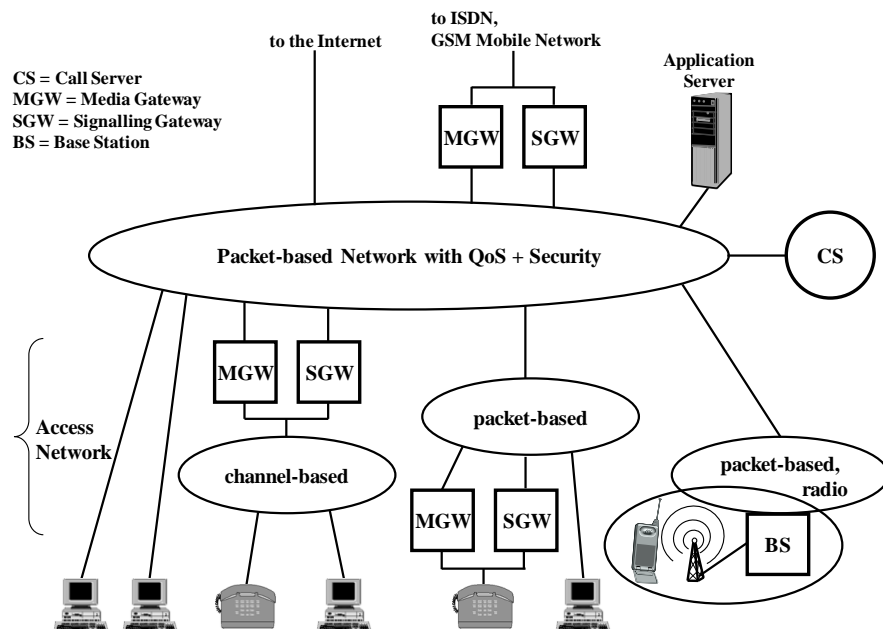 to the Internet
to ISDN,
GSM Mobile Network
CS = Call Server
MGW = Media Gateway
SGW = Signalling Gateway
BS = Base Station
Application
Server
MGW
SGW
Packet-based Network with QoS + Security
CS
MGW
SGW
Access
Network
packet-based
channel-based
packet-based,
radio
MGW
SGW
BS